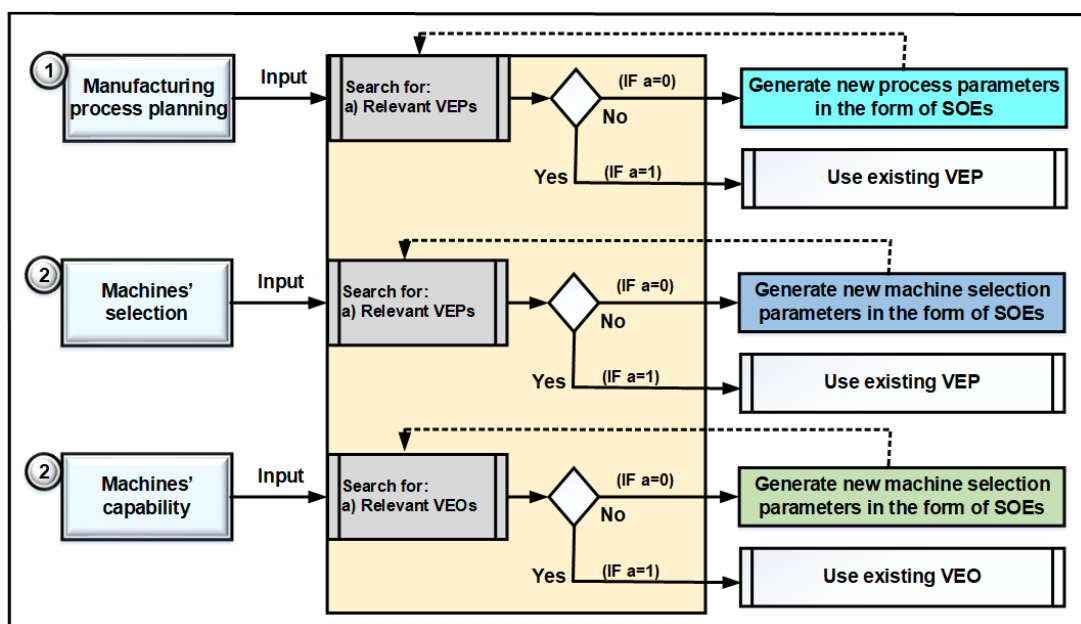 1
Manufacturing
process planning
Input
Search for:
a) Relevant VEPs
(IF a=0)
No
Yes
(IF a=1)
Generate new process parameters
in the form of SOEs
Use existing VEP
2
Machines’
selection
Input
Search for:
a) Relevant VEPs
(IF a=0)
No
Yes
(IF a=1)
Generate new machine selection
parameters in the form of SOEs
Use existing VEP
2
Machines’
capability
Input
Search for:
a) Relevant VEOs
(IF a=0)
No
Yes
(IF a=1)
Generate new machine selection
parameters in the form of SOEs
Use existing VEO